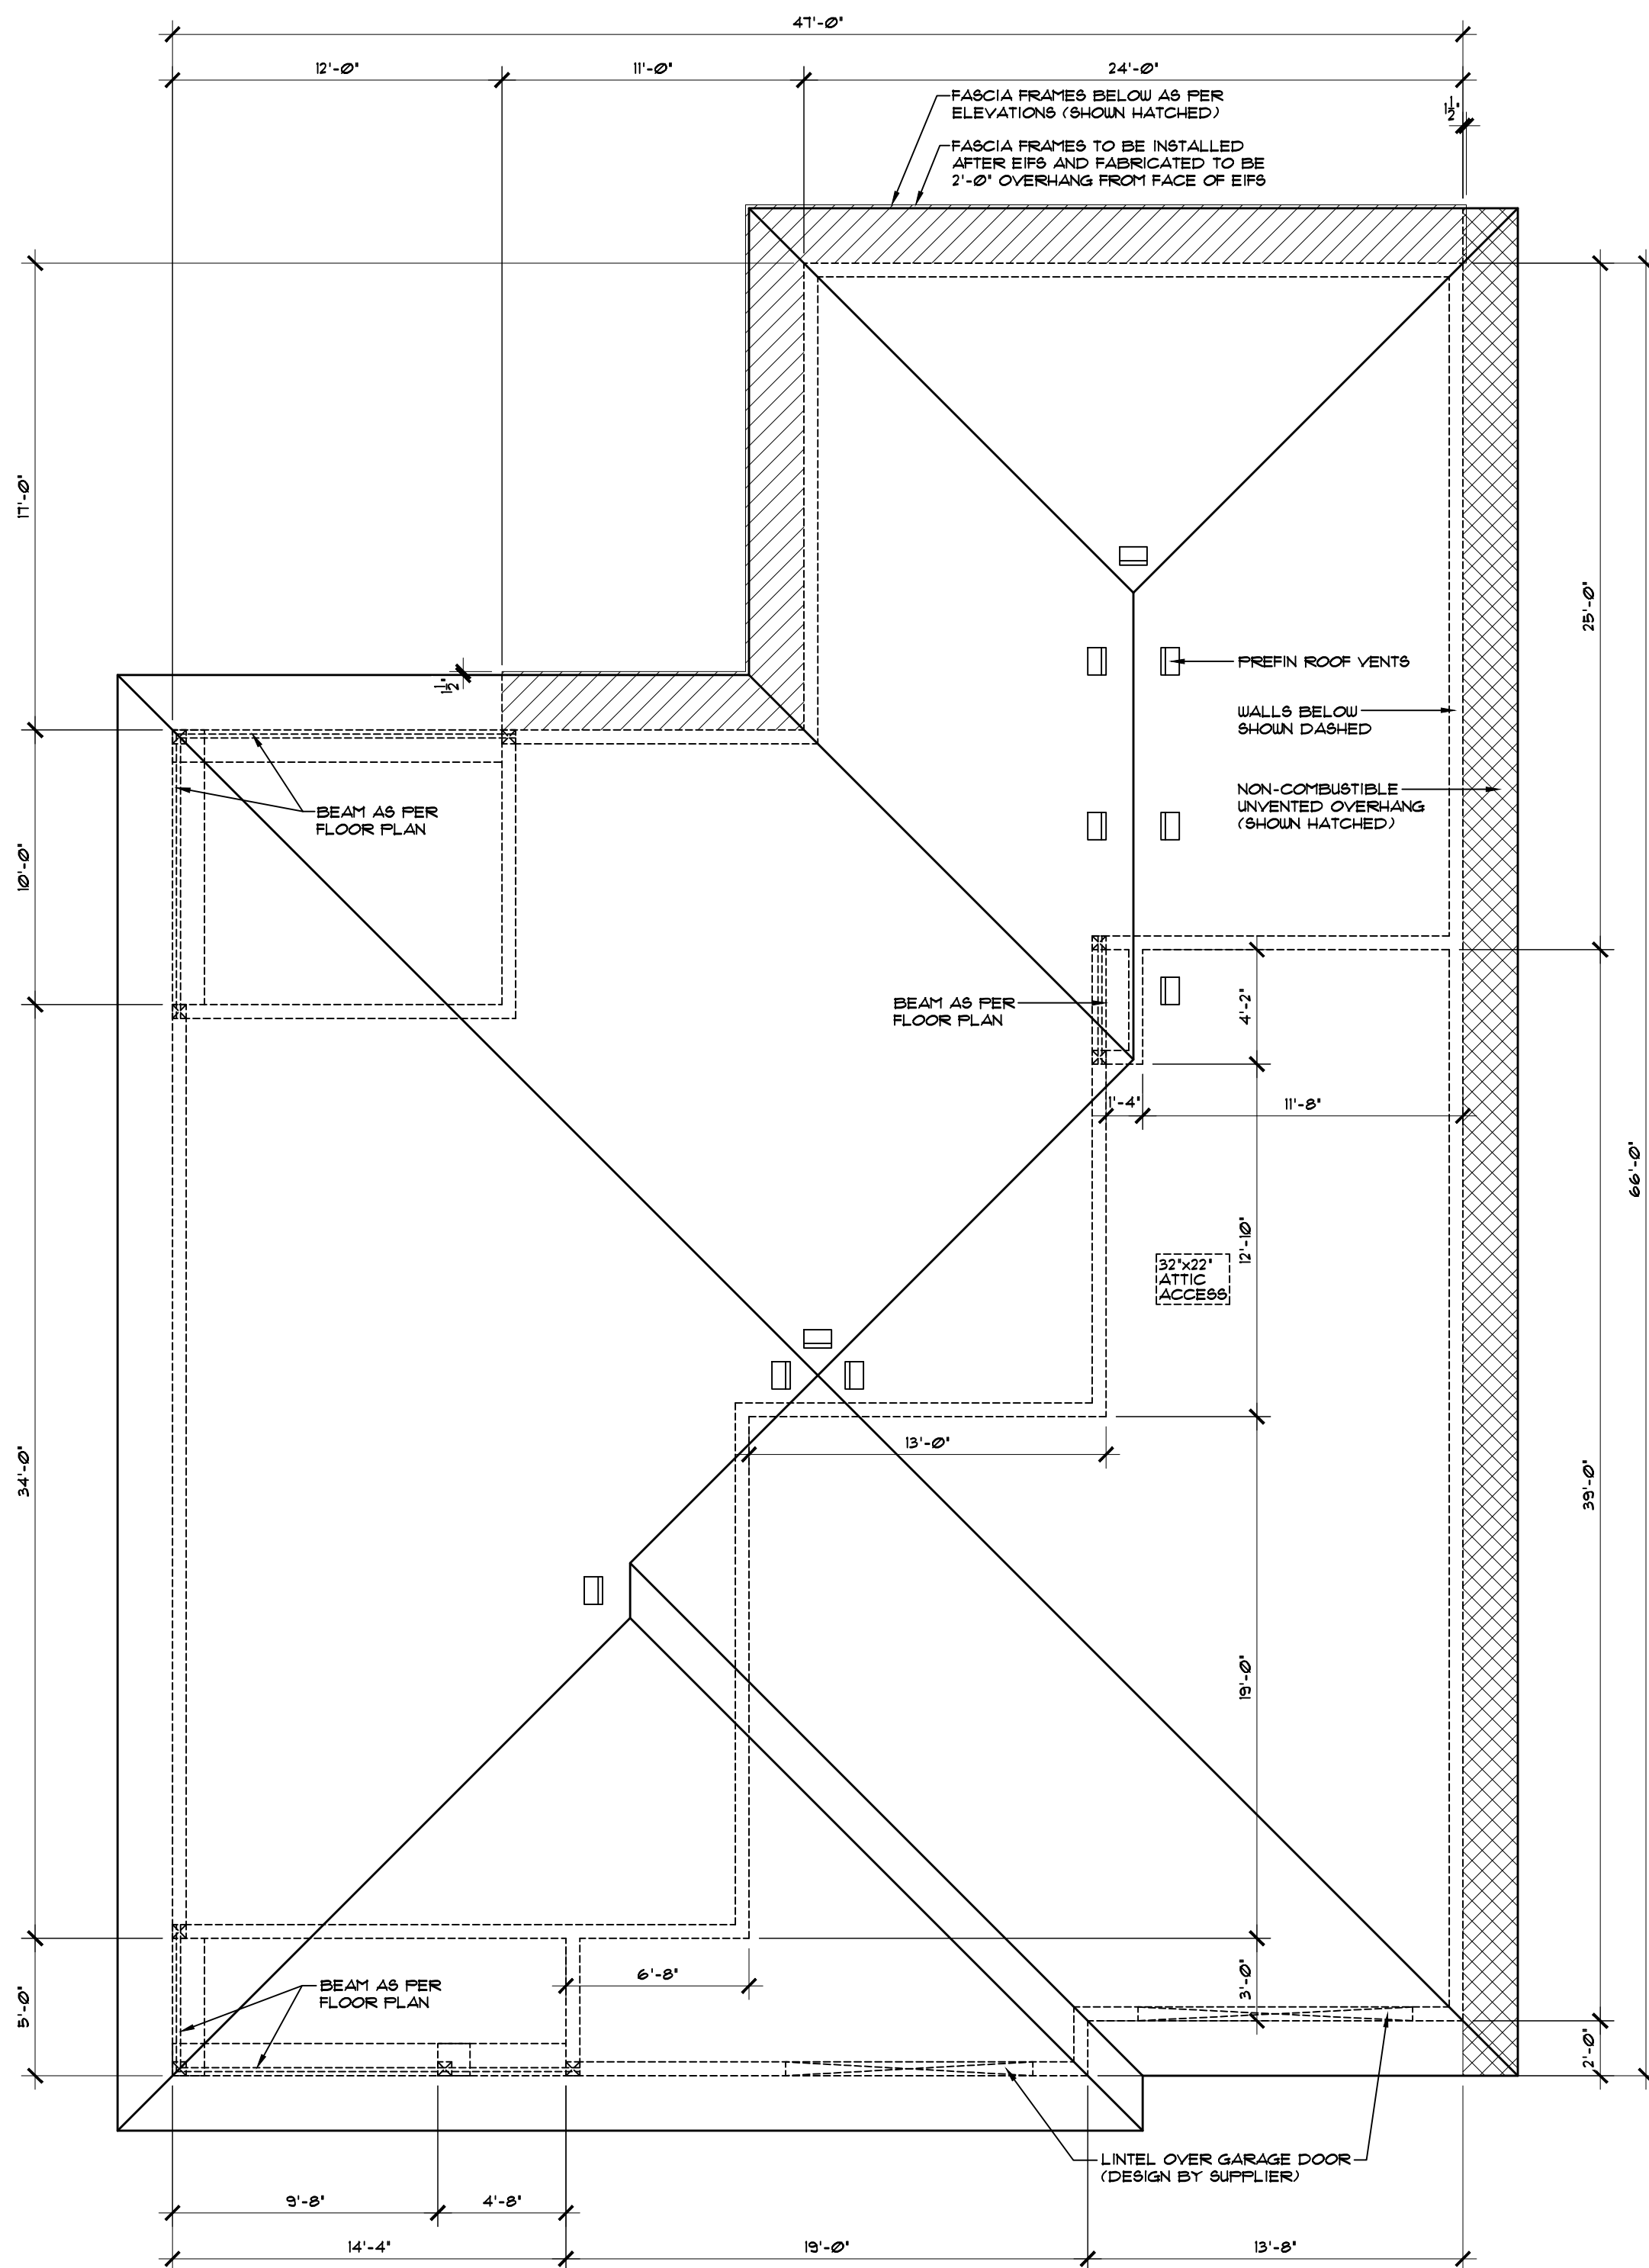 47'-0"
12'-0"
11'-0"
24'-0"
FASCIA FRAMES BELOW AS PER
ELEVATIONS (SHOWN HATCHED)
1 1/2"
FASCIA FRAMES TO BE INSTALLED
AFTER EIFS AND FABRICATED TO BE
2'-0" OVERHANG FROM FACE OF EIFS
17'-0"
25'-0"
1 1/2"
PREFIN ROOF VENTS
WALLS BELOW
SHOWN DASHED
NON-COMBUSTIBLE
UNVENTED OVERHANG
(SHOWN HATCHED)
BEAM AS PER
FLOOR PLAN
10'-0"
BEAM AS PER
FLOOR PLAN
4'-2"
1'-4"
11'-8"
66'-0"
12'-10"
32"x22"
ATTIC
ACCESS
13'-0"
34'-0"
39'-0"
19'-0"
6'-8"
BEAM AS PER
FLOOR PLAN
5'-0"
3'-0"
2'-0"
LINTEL OVER GARAGE DOOR
(DESIGN BY SUPPLIER)
9'-8"
4'-8"
14'-4"
19'-0"
13'-8"